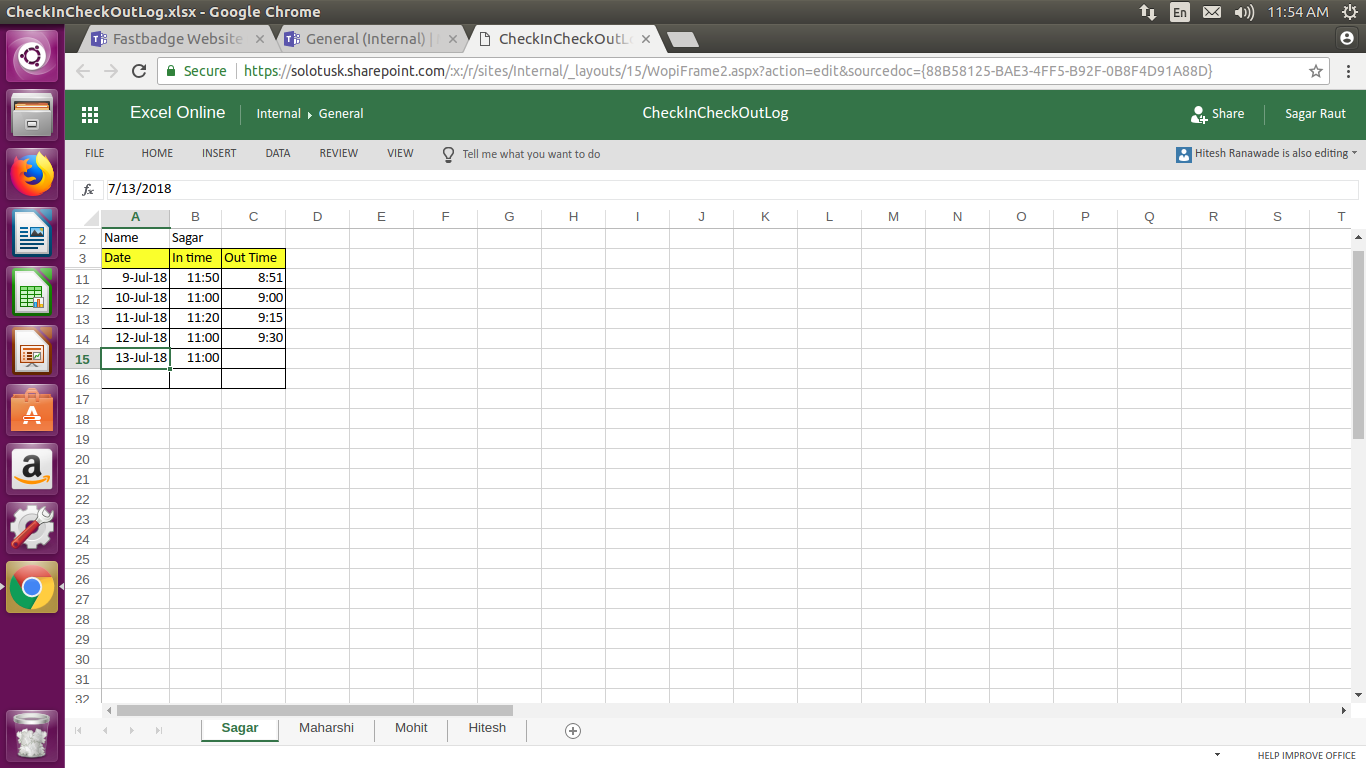 CheckInCheckOutLog.xlsx - Google Chrome
En
11:54 AM
Fastbadge Website
General (Internal) |
CheckInCheckOutL
Secure
https://solotusk.sharepoint.com/:x:/r/sites/Internal/_layouts/15/WopiFrame2.aspx?action=edit&sourcedoc={88B58125-BAE3-4FF5-B92F-0B8F4D91A88D}
Excel Online
Internal
General
CheckInCheckOutLog
Share
Sagar Raut
FILE HOME INSERT DATA REVIEW VIEW Tell me what you want to do
Hitesh Ranawade is also editing
fx 7/13/2018
A B C D E F G H I J K L M N O P Q R S T
2 Name Sagar
3 Date In time Out Time
11 9-Jul-18 11:50 8:51
12 10-Jul-18 11:00 9:00
13 11-Jul-18 11:20 9:15
14 12-Jul-18 11:00 9:30
15 13-Jul-18 11:00
16
17
18
19
20
21
22
23
24
25
26
27
28
29
30
31
32
Sagar Maharshi Mohit Hitesh
HELP IMPROVE OFFICE